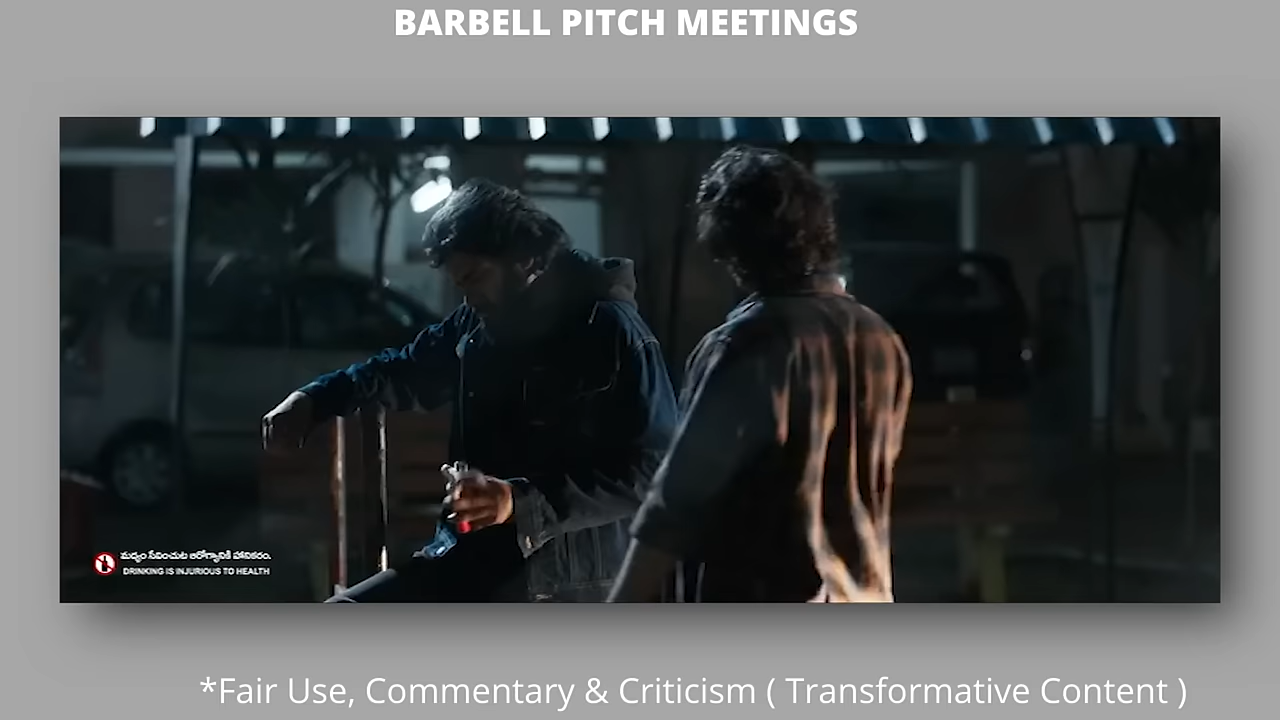 BARBELL PITCH MEETINGS
మద్యం సేవించుట ఆరోగ్యానికి హానికరం.
DRINKING IS INJURIOUS TO HEALTH
*Fair Use, Commentary & Criticism ( Transformative Content )